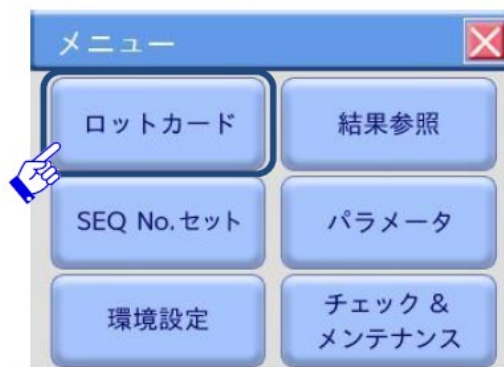 メニュー
ロットカード
結果参照
SEQ No.セット
パラメータ
環境設定
チェック &
メンテナンス